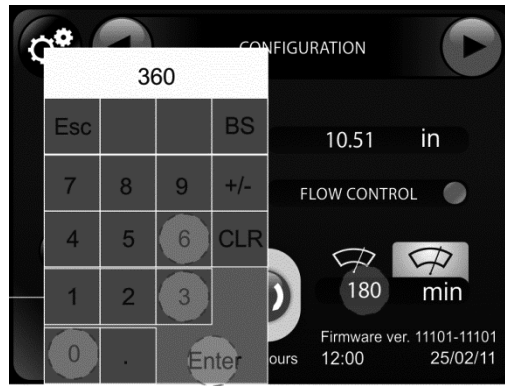 CONFIGURATION
360
Esc BS
10.51 in
7 8 9 +/-
FLOW CONTROL
4 5 6 CLR
1 2 3
180 min
0 . Enter
Firmware ver. 11101-11101
ours 12:00 25/02/11